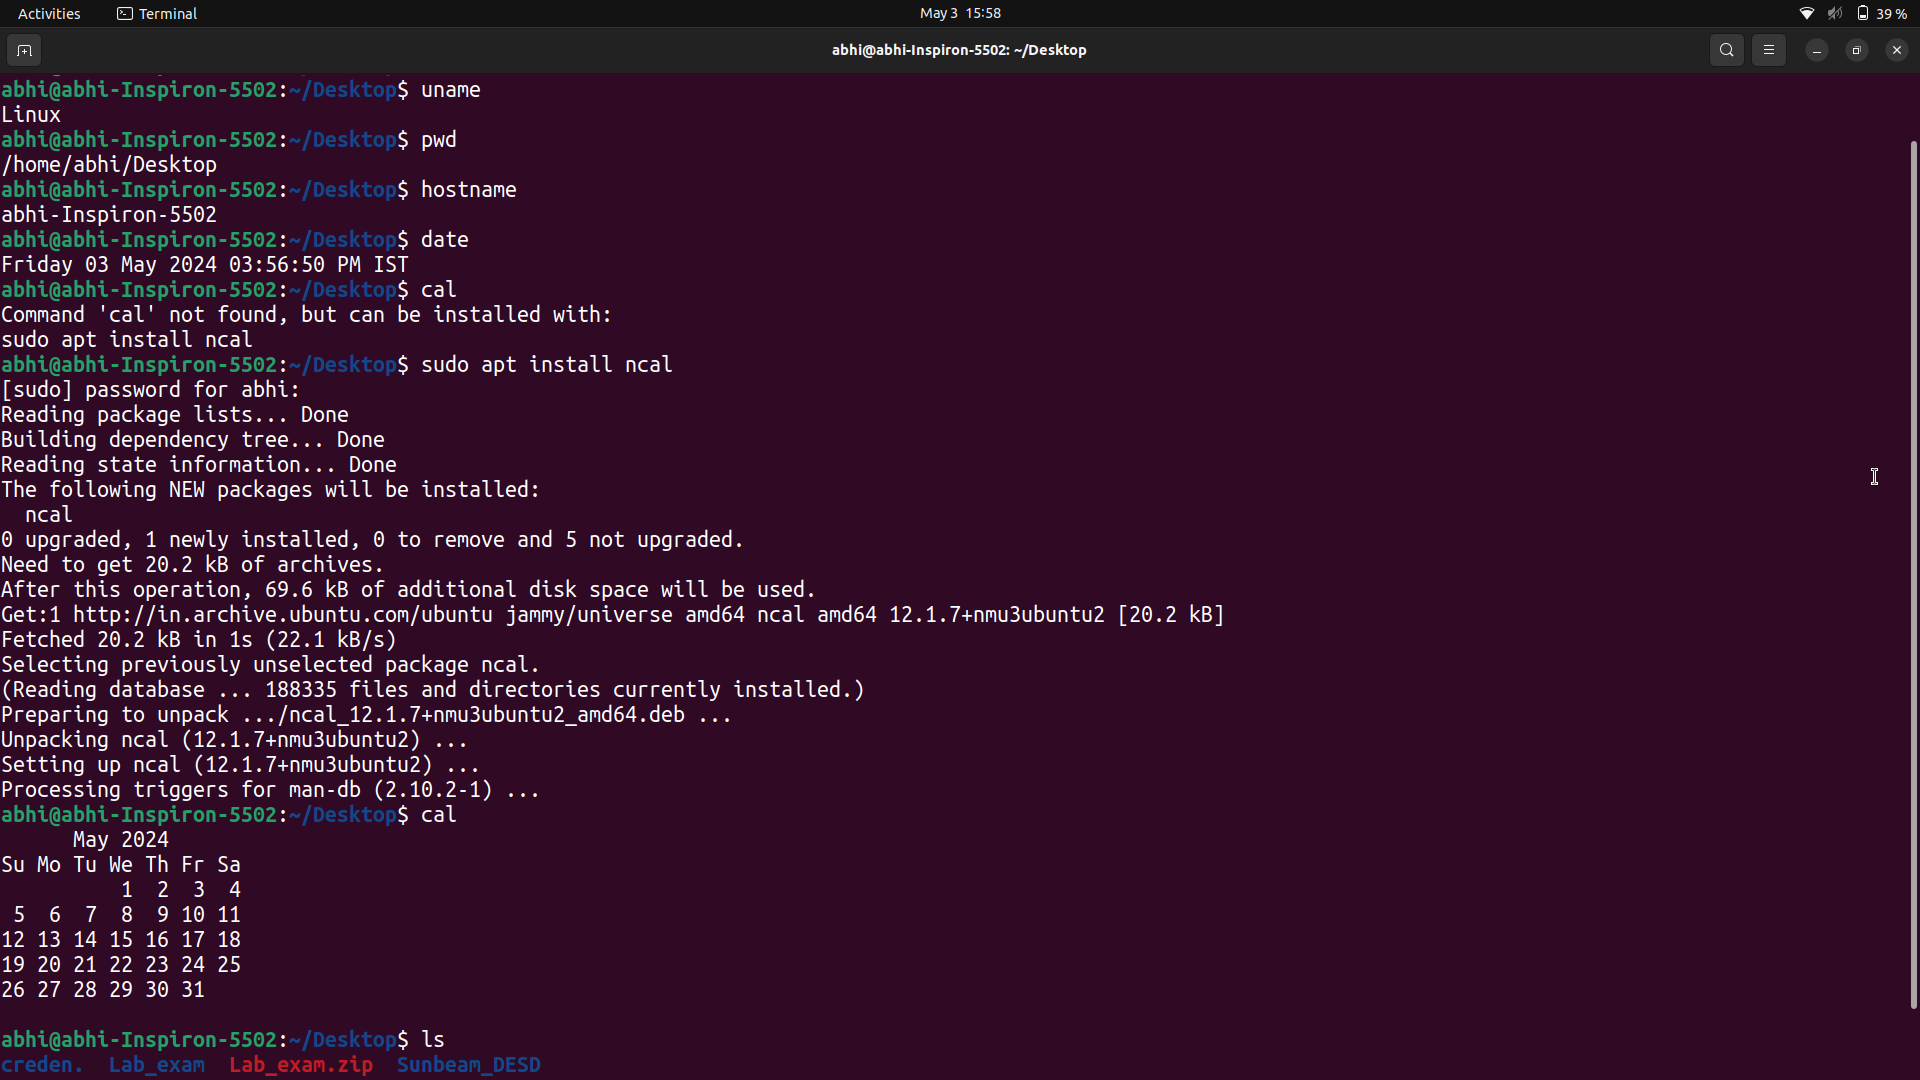 Activities Terminal May 3 15:58 39 %
abhi@abhi-Inspiron-5502: ~/Desktop
abhi@abhi-Inspiron-5502:~/Desktop$ uname
Linux
abhi@abhi-Inspiron-5502:~/Desktop$ pwd
/home/abhi/Desktop
abhi@abhi-Inspiron-5502:~/Desktop$ hostname
abhi-Inspiron-5502
abhi@abhi-Inspiron-5502:~/Desktop$ date
Friday 03 May 2024 03:56:50 PM IST
abhi@abhi-Inspiron-5502:~/Desktop$ cal
Command 'cal' not found, but can be installed with:
sudo apt install ncal
abhi@abhi-Inspiron-5502:~/Desktop$ sudo apt install ncal
[sudo] password for abhi:
Reading package lists... Done
Building dependency tree... Done
Reading state information... Done
The following NEW packages will be installed:
  ncal
0 upgraded, 1 newly installed, 0 to remove and 5 not upgraded.
Need to get 20.2 kB of archives.
After this operation, 69.6 kB of additional disk space will be used.
Get:1 http://in.archive.ubuntu.com/ubuntu jammy/universe amd64 ncal amd64 12.1.7+nmu3ubuntu2 [20.2 kB]
Fetched 20.2 kB in 1s (22.1 kB/s)
Selecting previously unselected package ncal.
(Reading database ... 188335 files and directories currently installed.)
Preparing to unpack .../ncal_12.1.7+nmu3ubuntu2_amd64.deb ...
Unpacking ncal (12.1.7+nmu3ubuntu2) ...
Setting up ncal (12.1.7+nmu3ubuntu2) ...
Processing triggers for man-db (2.10.2-1) ...
abhi@abhi-Inspiron-5502:~/Desktop$ cal
      May 2024
Su Mo Tu We Th Fr Sa
          1  2  3  4
 5  6  7  8  9 10 11
12 13 14 15 16 17 18
19 20 21 22 23 24 25
26 27 28 29 30 31
abhi@abhi-Inspiron-5502:~/Desktop$ ls
creden.  Lab_exam  Lab_exam.zip  Sunbeam_DESD